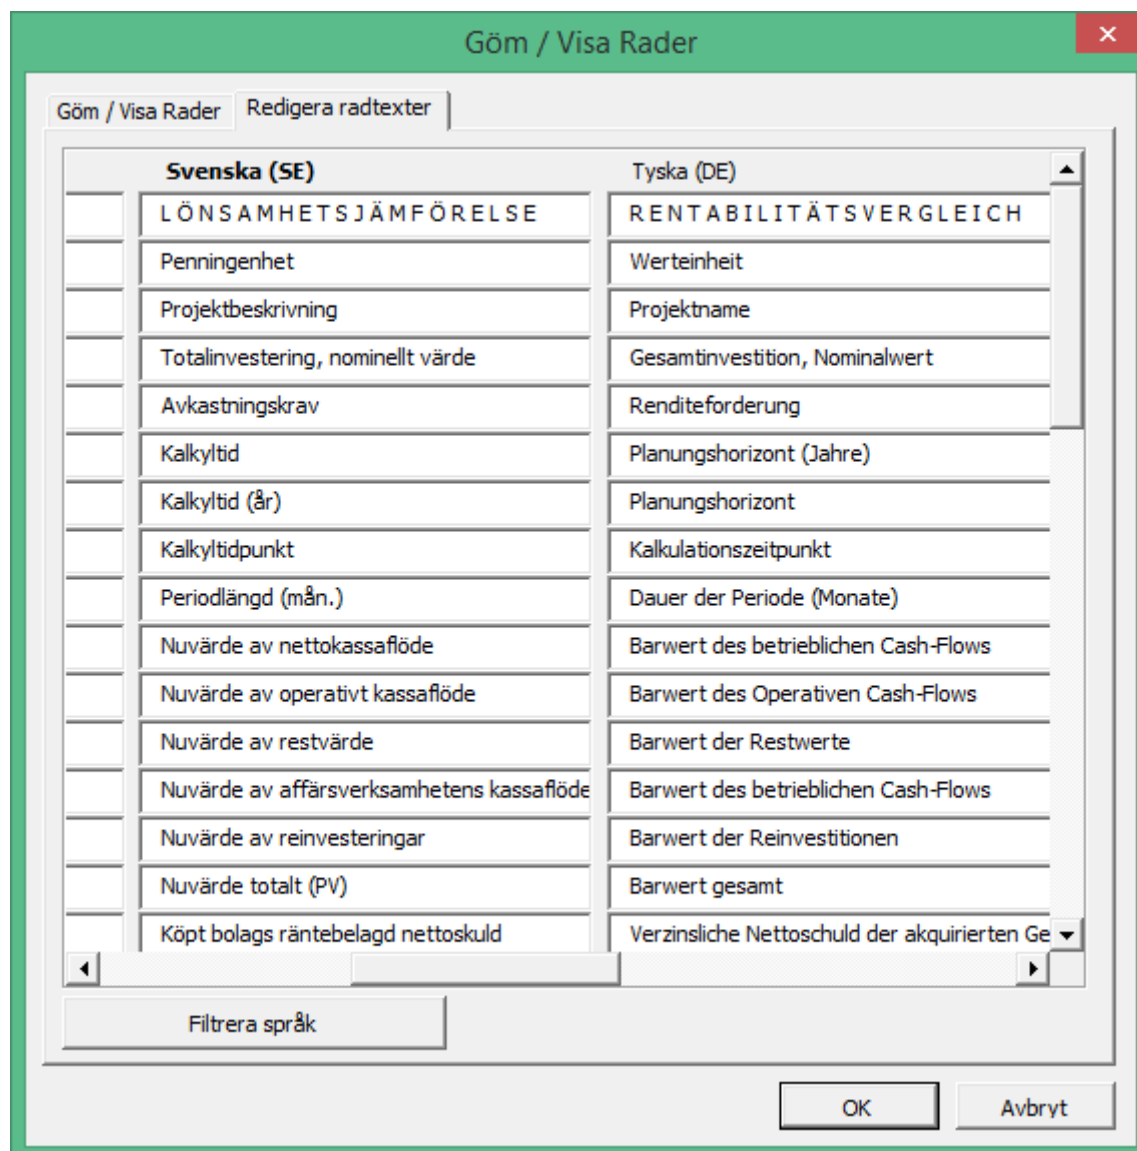 Göm / Visa Rader
Göm / Visa Rader Redigera radtexter
Svenska (SE) Tyska (DE)
L Ö N S A M H E T S J Ä M F Ö R E L S E R E N T A B I L I T Ä T S V E R G L E I C H
Penningenhet Werteinheit
Projektbeskrivning Projektname
Totalinvestering, nominellt värde Gesamtinvestition, Nominalwert
Avkastningskrav Renditeforderung
Kalkyltid Planungshorizont (Jahre)
Kalkyltid (år) Planungshorizont
Kalkyltidpunkt Kalkulationszeitpunkt
Periodlängd (mån.) Dauer der Periode (Monate)
Nuvärde av nettokassaflöde Barwert des betrieblichen Cash-Flows
Nuvärde av operativt kassaflöde Barwert des Operativen Cash-Flows
Nuvärde av restvärde Barwert der Restwerte
Nuvärde av affärsverksamhetens kassaflöde Barwert des betrieblichen Cash-Flows
Nuvärde av reinvesteringar Barwert der Reinvestitionen
Nuvärde totalt (PV) Barwert gesamt
Köpt bolags räntebelagd nettoskuld Verzinsliche Nettoschuld der akquirierten Ge
Filtrera språk
OK Avbryt